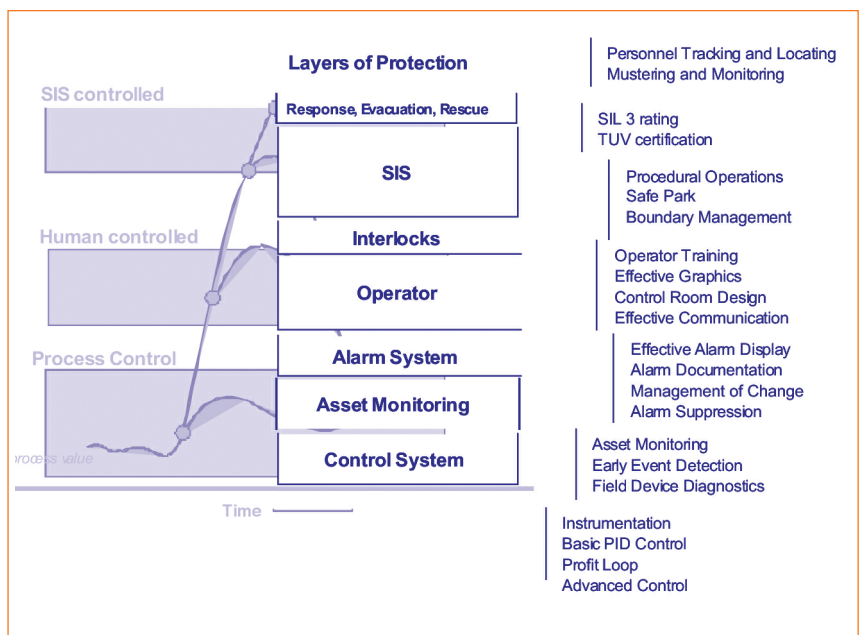 Layers of Protection
SIS controlled
Response, Evacuation, Rescue
SIS
Human controlled
Interlocks
Operator
Process Control
Alarm System
Asset Monitoring
process value
Control System
Time
Personnel Tracking and Locating
Mustering and Monitoring
SIL 3 rating
TUV certification
Procedural Operations
Safe Park
Boundary Management
Operator Training
Effective Graphics
Control Room Design
Effective Communication
Effective Alarm Display
Alarm Documentation
Management of Change
Alarm Suppression
Asset Monitoring
Early Event Detection
Field Device Diagnostics
Instrumentation
Basic PID Control
Profit Loop
Advanced Control